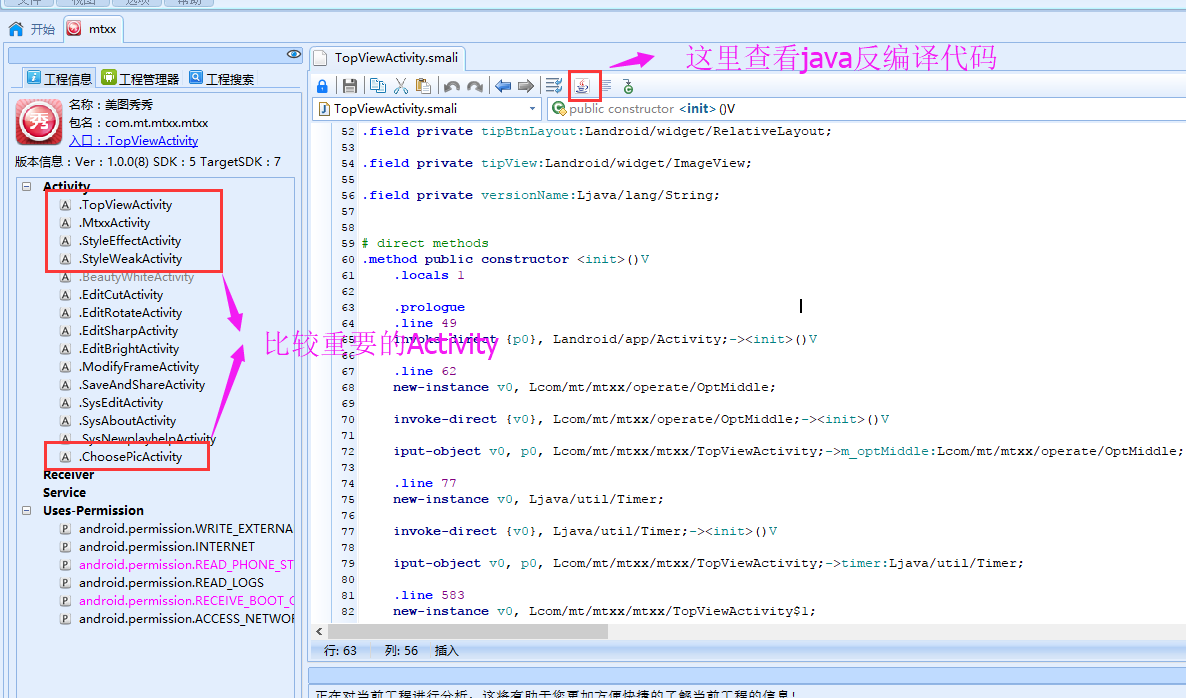 文件 视图 选项 帮助
开始 mtxx
工程信息 工程管理器 工程搜索
名称：美图秀秀
包名：com.mt.mtxx.mtxx
入口：.TopViewActivity
版本信息：Ver：1.0.0(8) SDK：5 TargetSDK：7
Activity
.TopViewActivity
.MtxxActivity
.StyleEffectActivity
.StyleWeakActivity
.BeautyWhiteActivity
.EditCutActivity
.EditRotateActivity
.EditSharpActivity
.EditBrightActivity
.ModifyFrameActivity
.SaveAndShareActivity
.SysEditActivity
.SysAboutActivity
.SysNewplayhelpActivity
.ChoosePicActivity
Receiver
Service
Uses-Permission
android.permission.WRITE_EXTERNA
android.permission.INTERNET
android.permission.READ_PHONE_ST
android.permission.READ_LOGS
android.permission.RECEIVE_BOOT_C
android.permission.ACCESS_NETWOR
比较重要的Activity
TopViewActivity.smali
这里查看java反编译代码
TopViewActivity.smali public constructor <init> ()V
52 .field private tipBtnLayout:Landroid/widget/RelativeLayout;
53
54 .field private tipView:Landroid/widget/ImageView;
55
56 .field private versionName:Ljava/lang/String;
57
58
59 # direct methods
60 .method public constructor <init>()V
61 .locals 1
62
63 .prologue
64 .line 49
65 invoke-direct {p0}, Landroid/app/Activity;-><init>()V
66
67 .line 62
68 new-instance v0, Lcom/mt/mtxx/operate/OptMiddle;
69
70 invoke-direct {v0}, Lcom/mt/mtxx/operate/OptMiddle;-><init>()V
71
72 iput-object v0, p0, Lcom/mt/mtxx/mtxx/TopViewActivity;->m_optMiddle:Lcom/mt/mtxx/operate/OptMiddle;
73
74 .line 77
75 new-instance v0, Ljava/util/Timer;
76
77 invoke-direct {v0}, Ljava/util/Timer;-><init>()V
78
79 iput-object v0, p0, Lcom/mt/mtxx/mtxx/TopViewActivity;->timer:Ljava/util/Timer;
80
81 .line 583
82 new-instance v0, Lcom/mt/mtxx/mtxx/TopViewActivity$1;
行: 63 列: 56 插入
正在对当前工程进行分析，这将有助于您更加方便快捷的了解当前工程的信息！